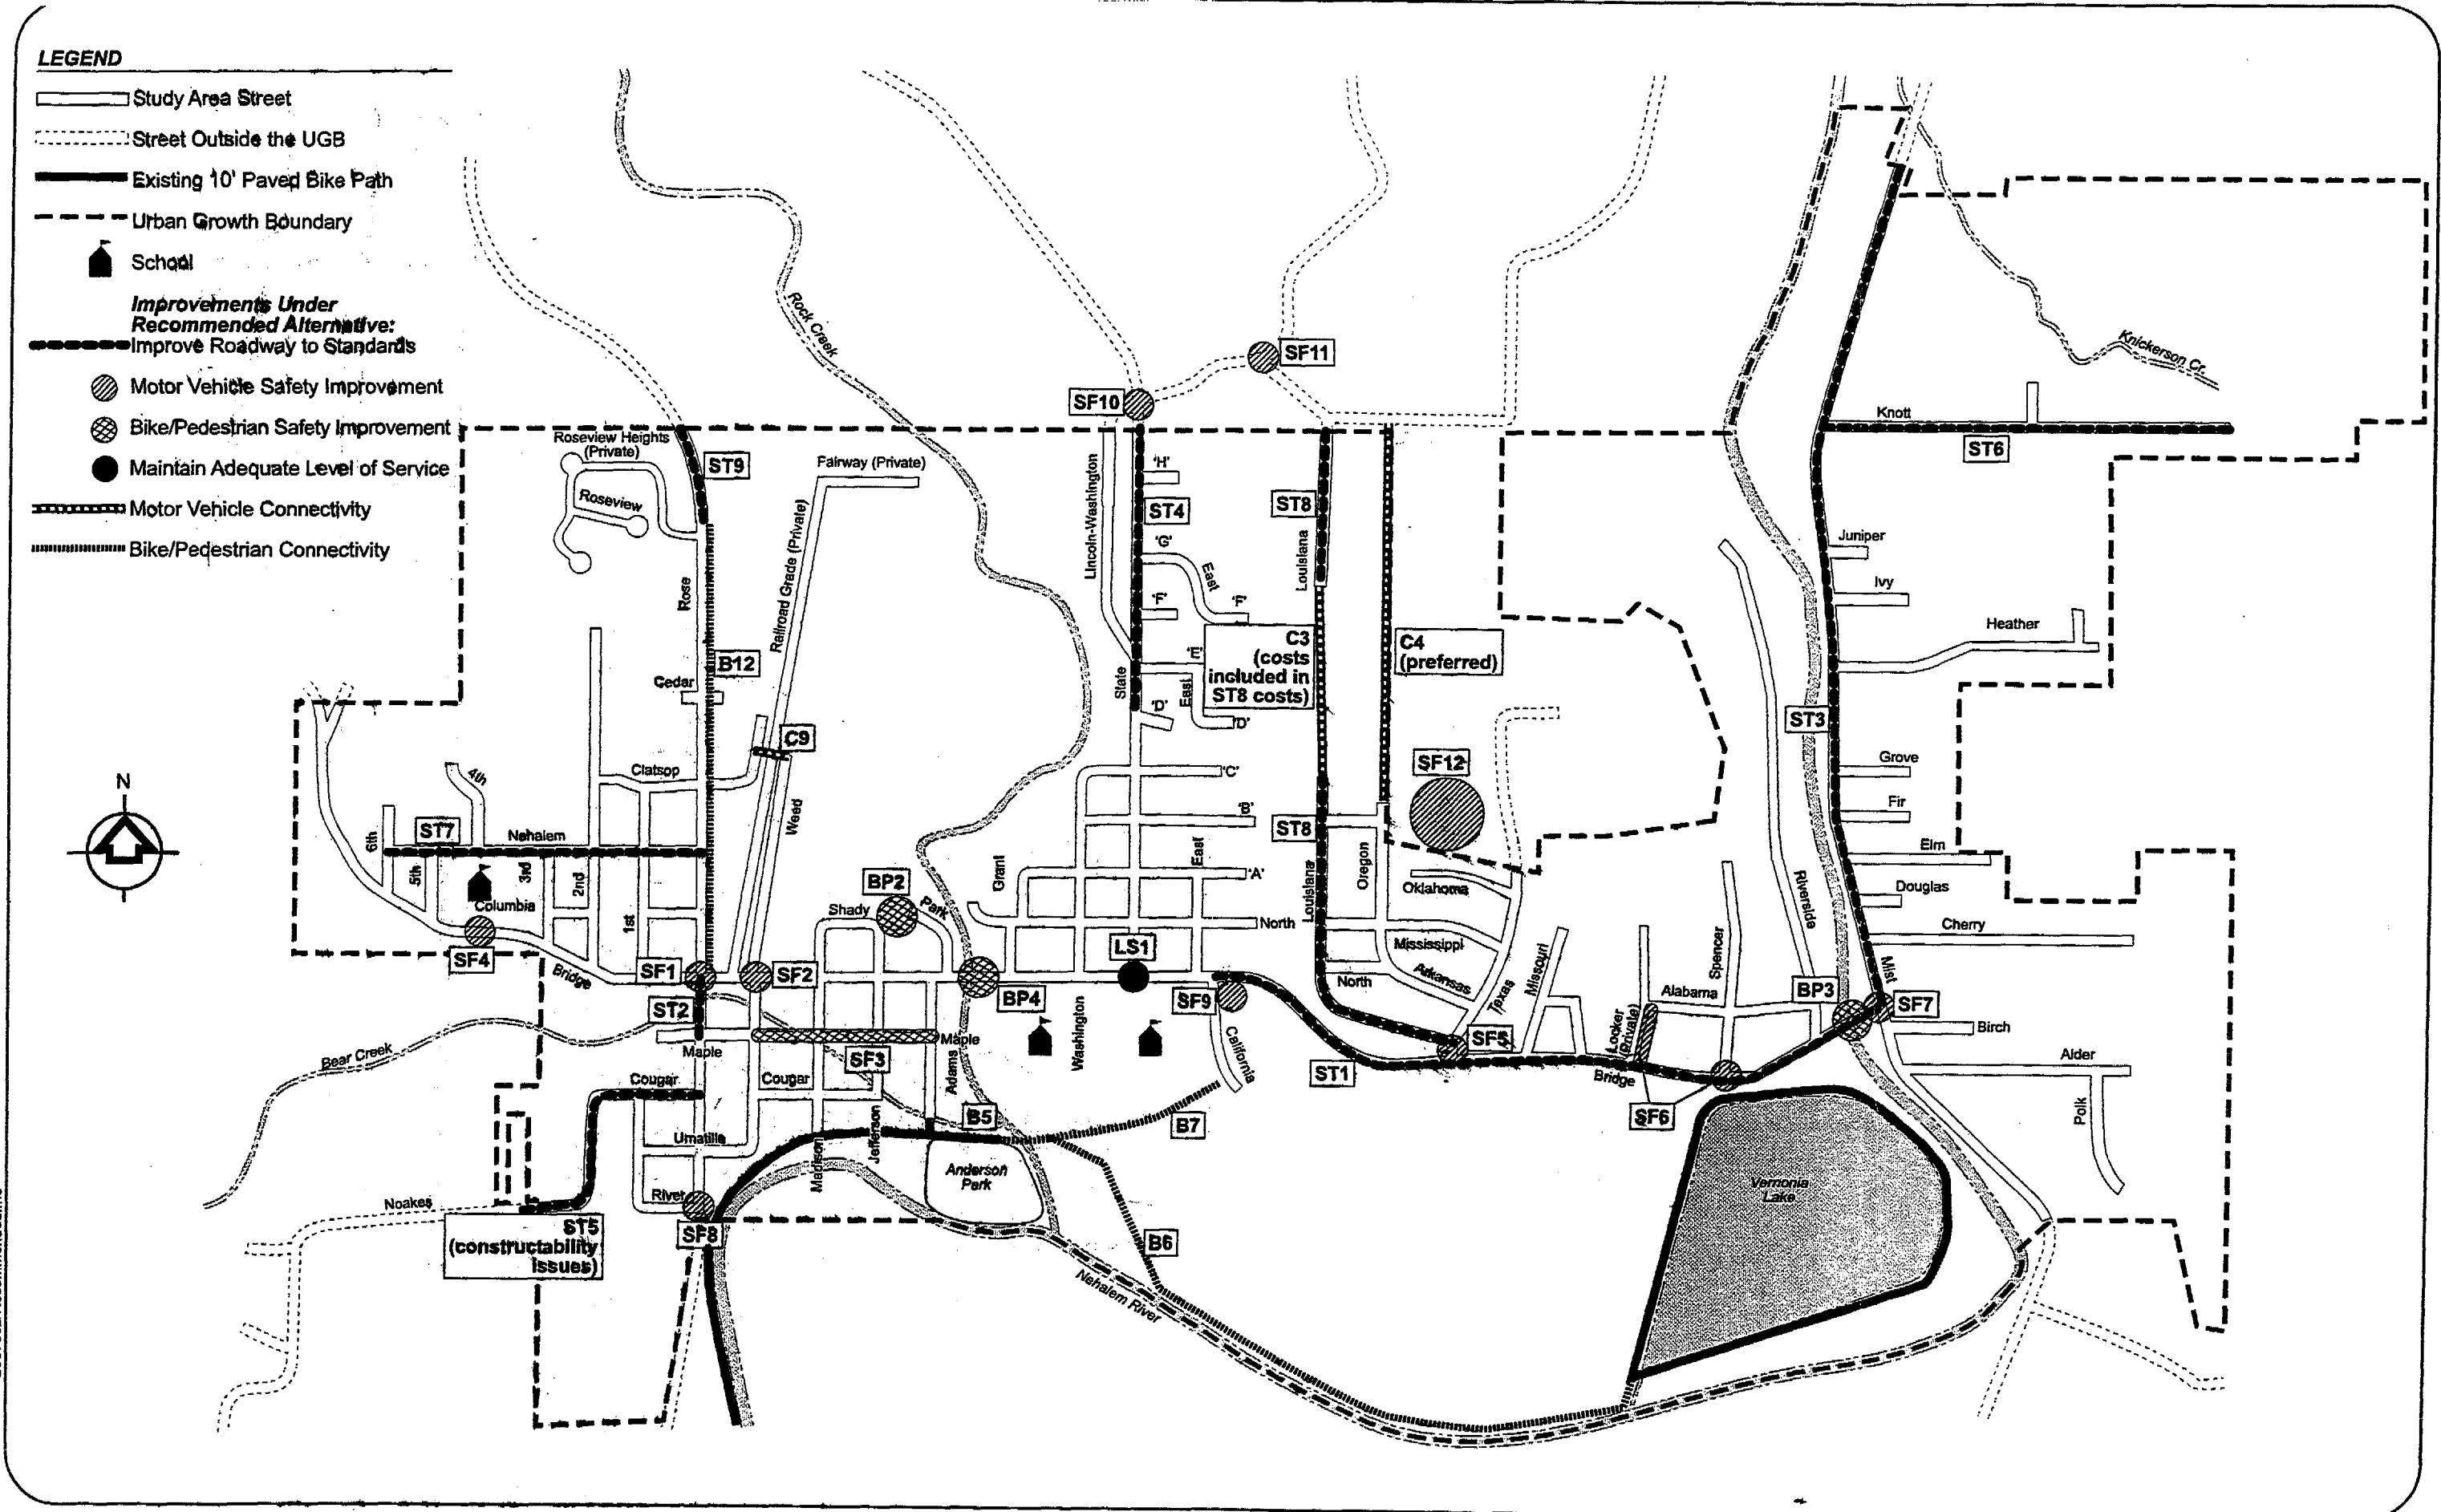 LEGEND
Study Area Street
Street Outside the UGB
Existing 10' Paved Bike Path
Urban Growth Boundary
School
Improvements Under
Recommended Alternative:
Improve Roadway to Standards
Motor Vehicle Safety Improvement
Bike/Pedestrian Safety Improvement
Maintain Adequate Level of Service
Motor Vehicle Connectivity
Bike/Pedestrian Connectivity
Rock Creek
Knickerson Cr.
SF11
SF10
Knott
ST6
Roseview Heights
(Private)
ST9
Fairway (Private)
Roseview
Railroad Grade (Private)
Lincoln-Washington
'H'
ST4
'G'
East
'F'
'F'
ST8
Louisiana
Juniper
Ivy
Heather
Rose
B12
Cedar
'E'
State
East
'D'
'D'
C3
(costs
included in
ST8 costs)
C4
(preferred)
ST3
C9
Clatsop
Weed
'C'
'B'
SF12
Grove
Fir
N
4th
6th
ST7
Nehalem
5th
3rd
2nd
1st
Columbia
SF4
Bridge
SF1
SF2
ST2
BP2
Shady
Park
Grant
East
'A'
North
LS1
BP4
SF9
ST8
Louisiana
Oregon
Oklahoma
Mississippi
Arkansas
North
Texas
Missouri
Elm
Douglas
Cherry
Riverside
Spencer
Alabama
BP3
Mist
SF7
Birch
Alder
Polk
Locker
(Private)
Bear Creek
Maple
Maple
SF3
Adams
Washington
California
ST1
SF5
Bridge
SF6
Cougar
Cougar
Jefferson
Madison
B5
B7
Umatilla
Anderson
Park
Vernonia
Lake
Noakes
River
ST5
(constructability
issues)
SF8
B6
Nehalem River